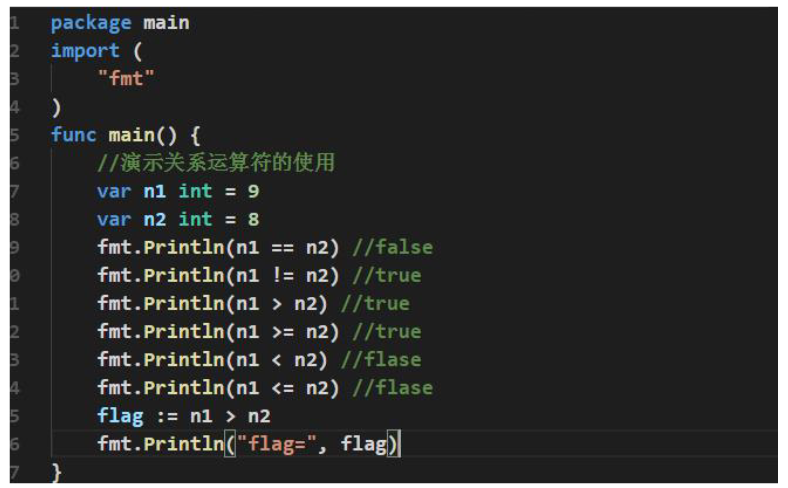 1 package main
2 import (
3 "fmt"
4 )
5 func main() {
6 //演示关系运算符的使用
7 var n1 int = 9
8 var n2 int = 8
9 fmt.Println(n1 == n2) //false
0 fmt.Println(n1 != n2) //true
1 fmt.Println(n1 > n2) //true
2 fmt.Println(n1 >= n2) //true
3 fmt.Println(n1 < n2) //flase
4 fmt.Println(n1 <= n2) //flase
5 flag := n1 > n2
6 fmt.Println("flag=", flag)
7 }